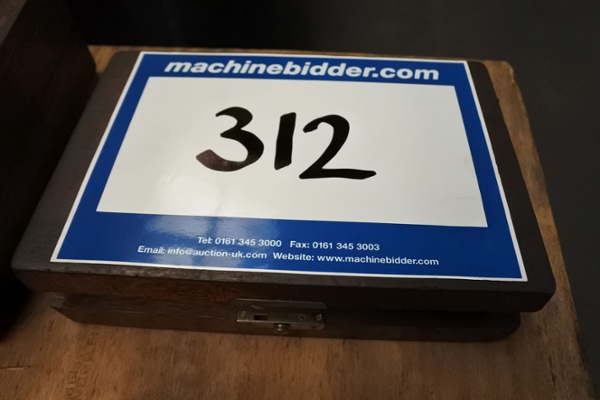 machinebidder.com
312
Tel: 0161 345 3000 Fax: 0161 345 3003
Email: info@auction-uk.com Website: www.machinebidder.com